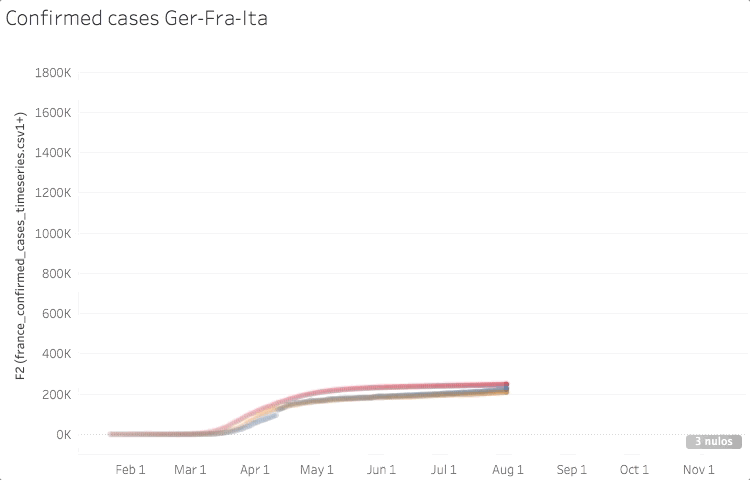 Confirmed cases Ger-Fra-Ita
F2 (france_confirmed_cases_timeseries.csv1+)
1800K
1600K
1400K
1200K
1000K
800K
600K
400K
200K
0K
3 nulos
Feb 1 Mar 1 Apr 1 May 1 Jun 1 Jul 1 Aug 1 Sep 1 Oct 1 Nov 1